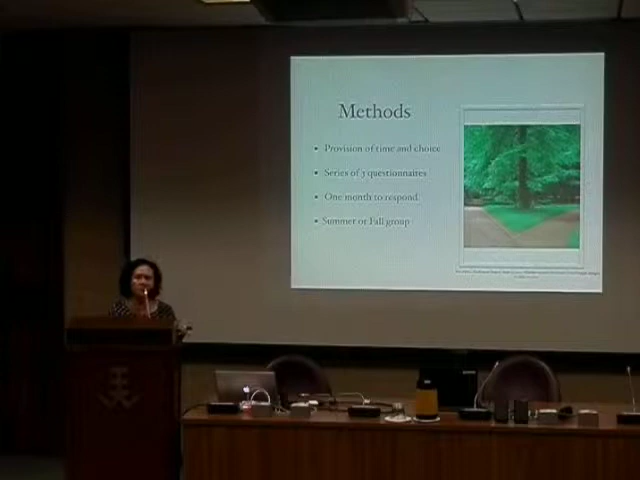 Methods
Provision of time and choice
Series of 3 questionnaires
One month to respond
Summer or Fall group